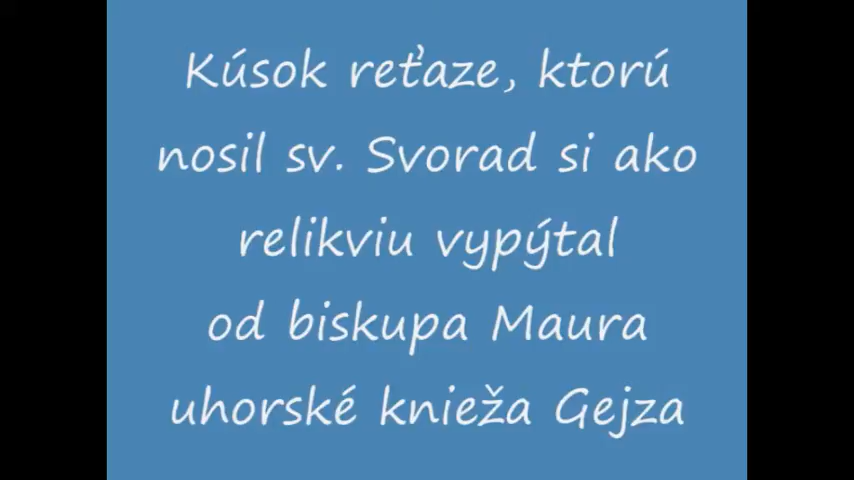 Kúsok reťaze, ktorú
nosil sv. Svorad si ako
relikviu vypýtal
od biskupa Maura
uhorské knieža Gejza